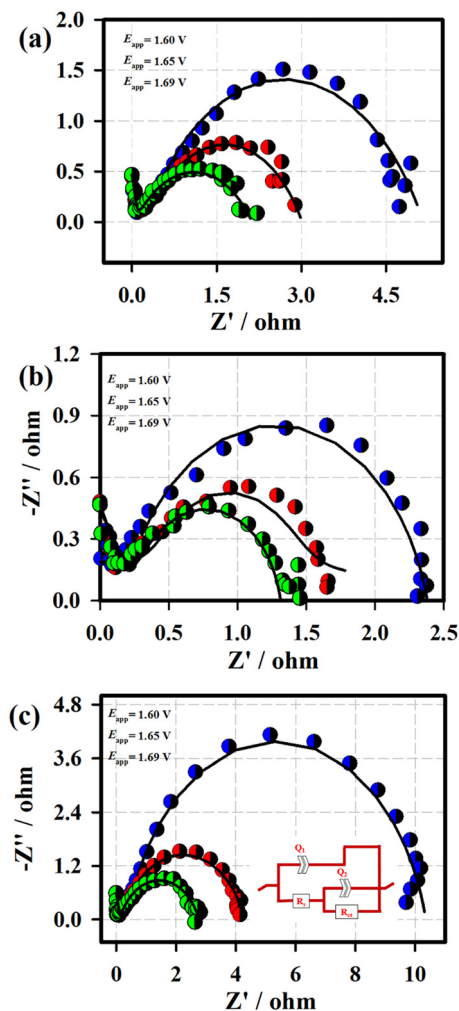 (a)
E_app = 1.60 V
E_app = 1.65 V
E_app = 1.69 V
2.0
1.5
1.0
0.5
0.0
0.0 1.5 3.0 4.5
Z' / ohm
(b)
E_app = 1.60 V
E_app = 1.65 V
E_app = 1.69 V
-Z'' / ohm
1.2
0.9
0.6
0.3
0.0
0.0 0.5 1.0 1.5 2.0 2.5
Z' / ohm
(c)
E_app = 1.60 V
E_app = 1.65 V
E_app = 1.69 V
-Z'' / ohm
4.8
3.6
2.4
1.2
0.0
Q1
Q2
Rct
0 2 4 6 8 10
Z' / ohm